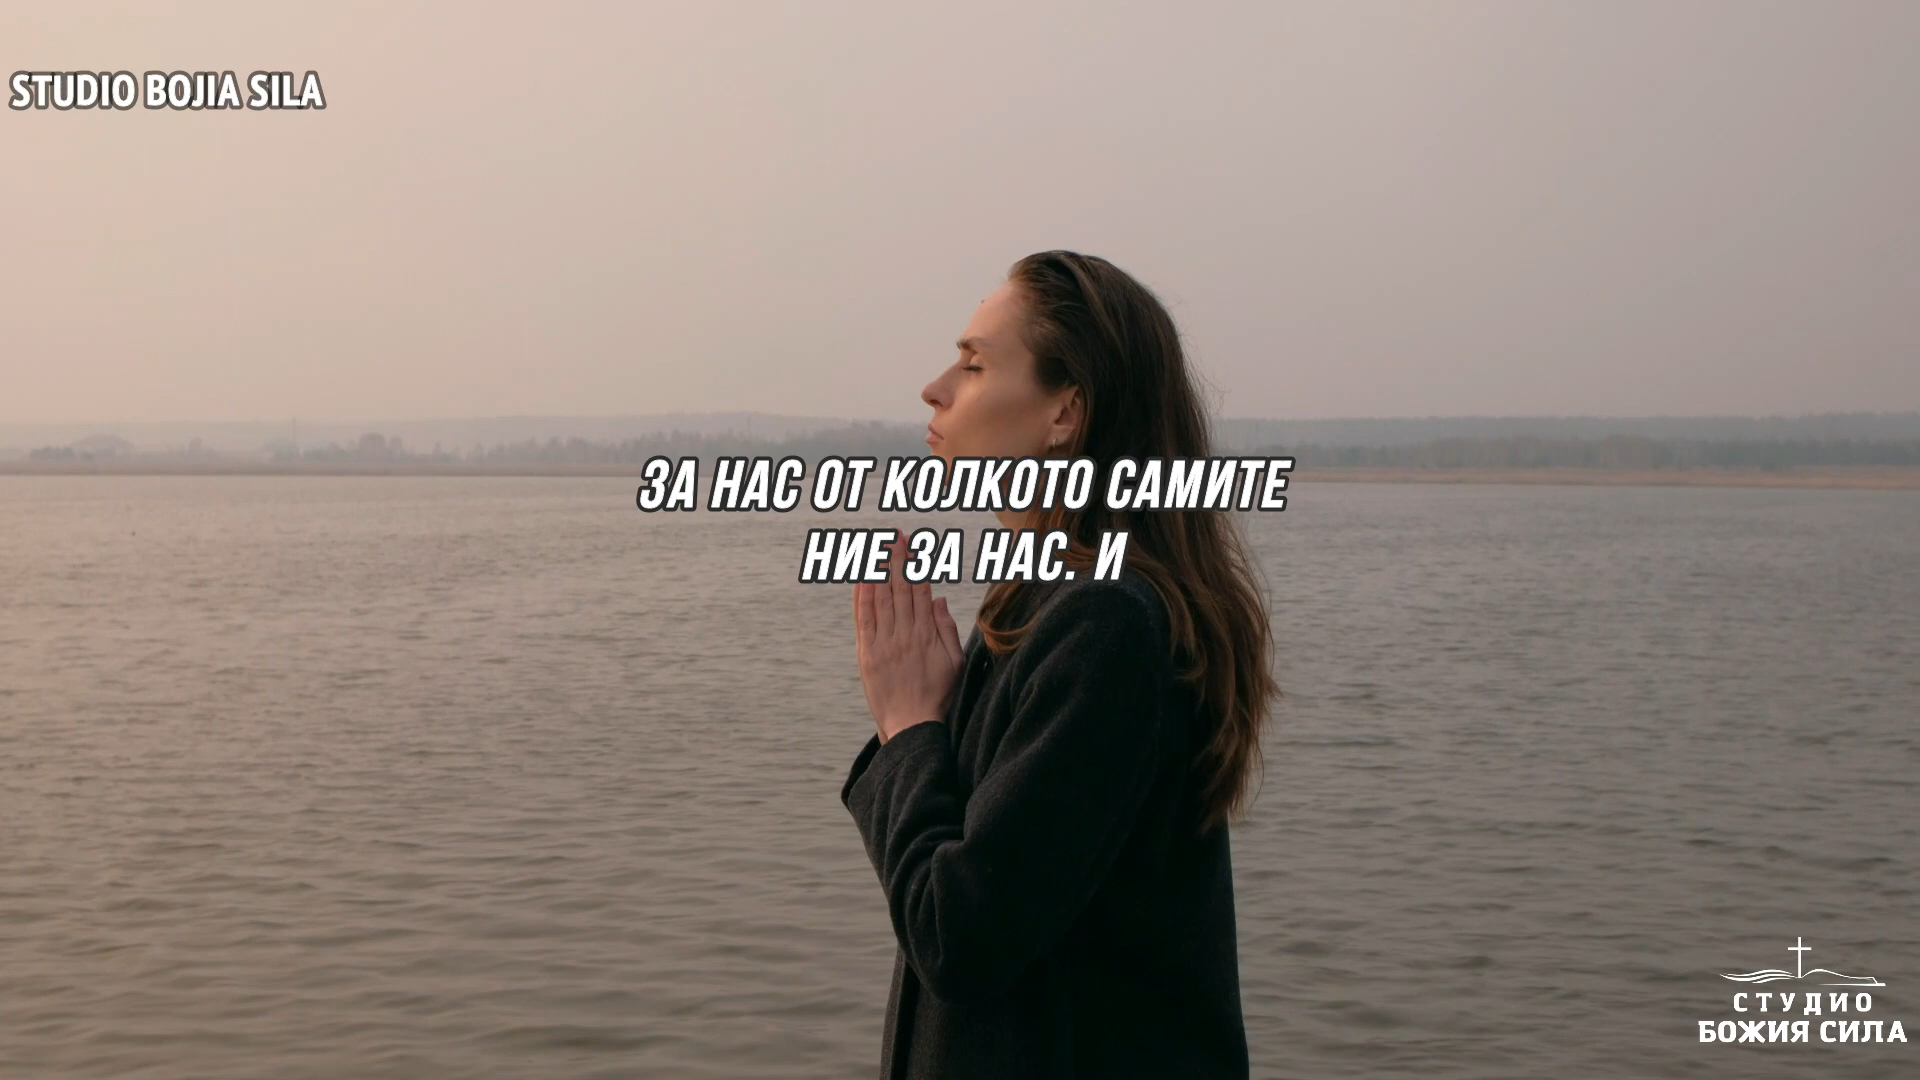 STUDIO BOJIA SILA
ЗА НАС ОТ КОЛКОТО САМИТЕ
НИЕ ЗА НАС. И
СТУДИО
БОЖИЯ СИЛА